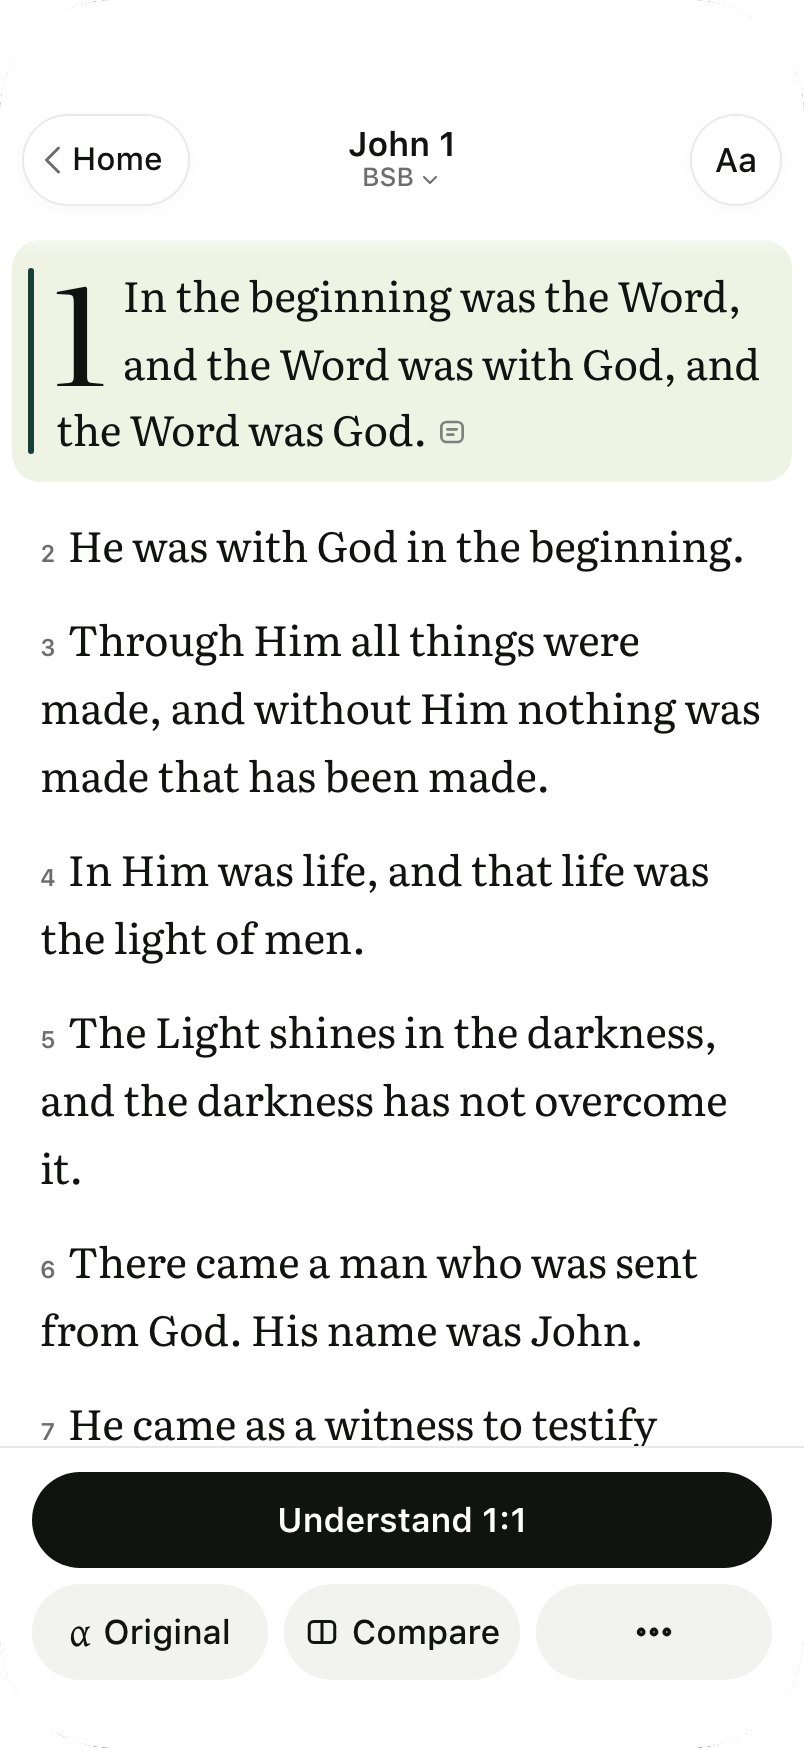 Home
John 1
BSB
Aa
1 In the beginning was the Word,
and the Word was with God, and
the Word was God.
2 He was with God in the beginning.
3 Through Him all things were
made, and without Him nothing was
made that has been made.
4 In Him was life, and that life was
the light of men.
5 The Light shines in the darkness,
and the darkness has not overcome
it.
6 There came a man who was sent
from God. His name was John.
7 He came as a witness to testify
Understand 1:1
α Original
Compare
•••